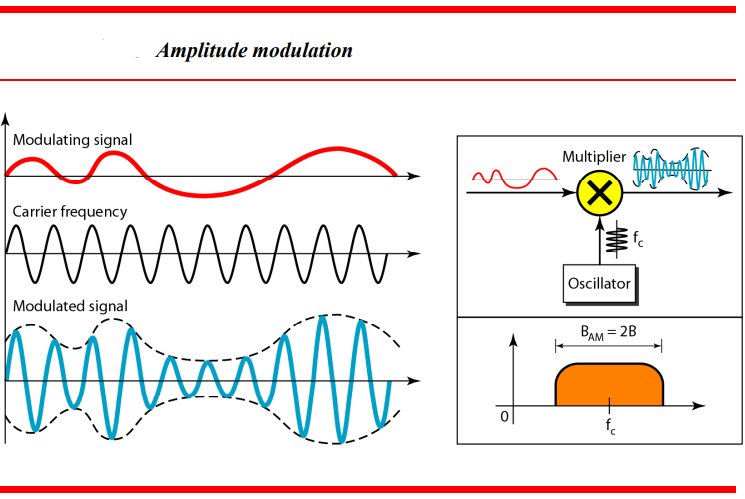 Amplitude modulation
Modulating signal
Carrier frequency
Modulated signal
Multiplier
fc
Oscillator
BAM = 2B
0
fc